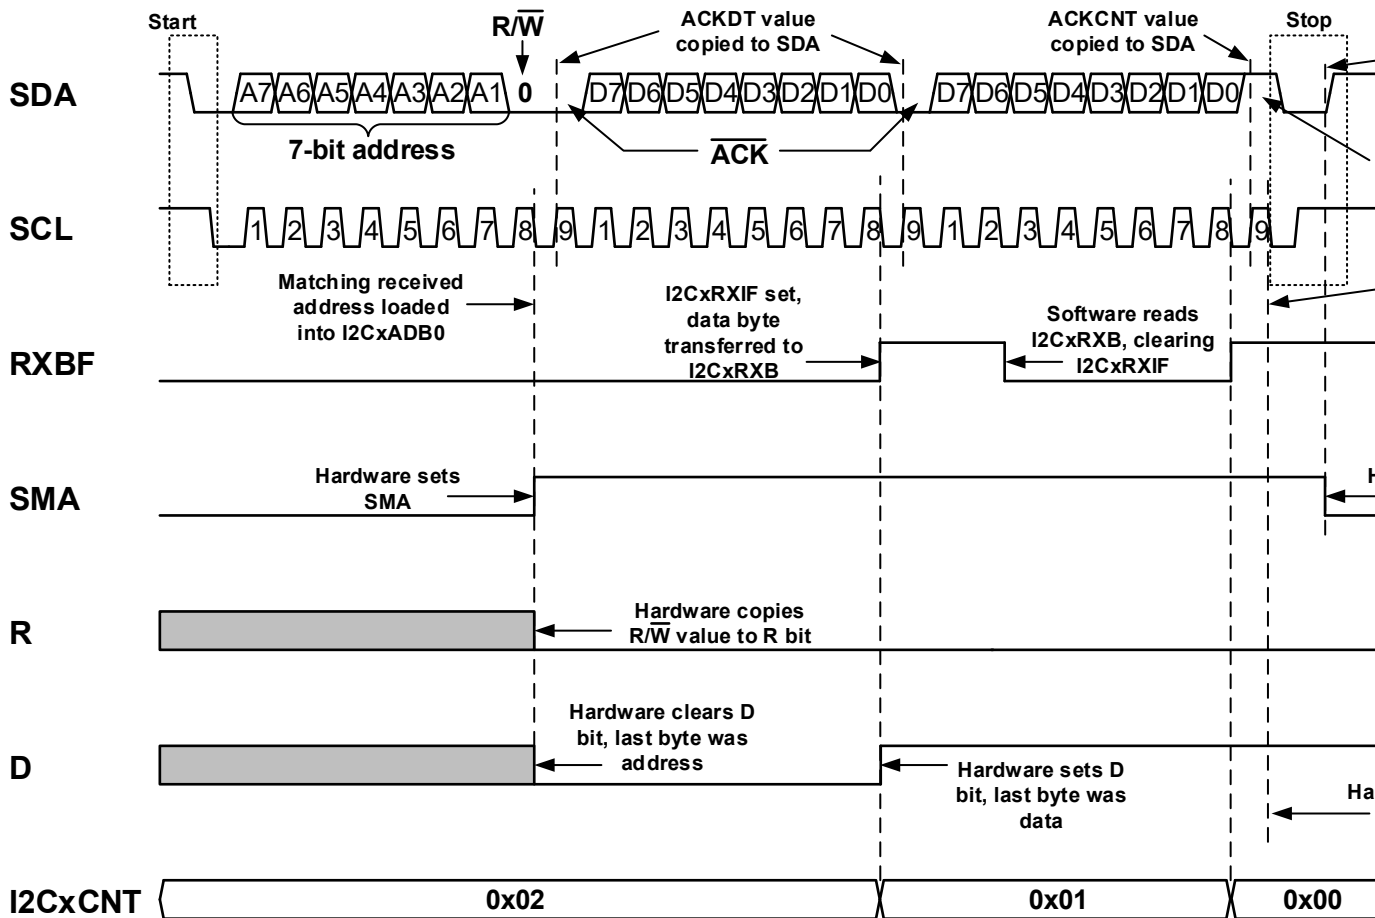 Start
R/W
ACKDT value
copied to SDA
ACKCNT value
copied to SDA
Stop
SDA
A7 A6 A5 A4 A3 A2 A1 0 D7 D6 D5 D4 D3 D2 D1 D0 D7 D6 D5 D4 D3 D2 D1 D0
7-bit address
ACK
SCL
1 2 3 4 5 6 7 8 9 1 2 3 4 5 6 7 8 9 1 2 3 4 5 6 7 8 9
Matching received
address loaded
into I2CxADB0
I2CxRXIF set,
data byte
transferred to
I2CxRXB
Software reads
I2CxRXB, clearing
I2CxRXIF
RXBF
Hardware sets
SMA
H
SMA
Hardware copies
R/W value to R bit
R
Hardware clears D
bit, last byte was
address
D
Hardware sets D
bit, last byte was
data
Ha
I2CxCNT
0x02 0x01 0x00